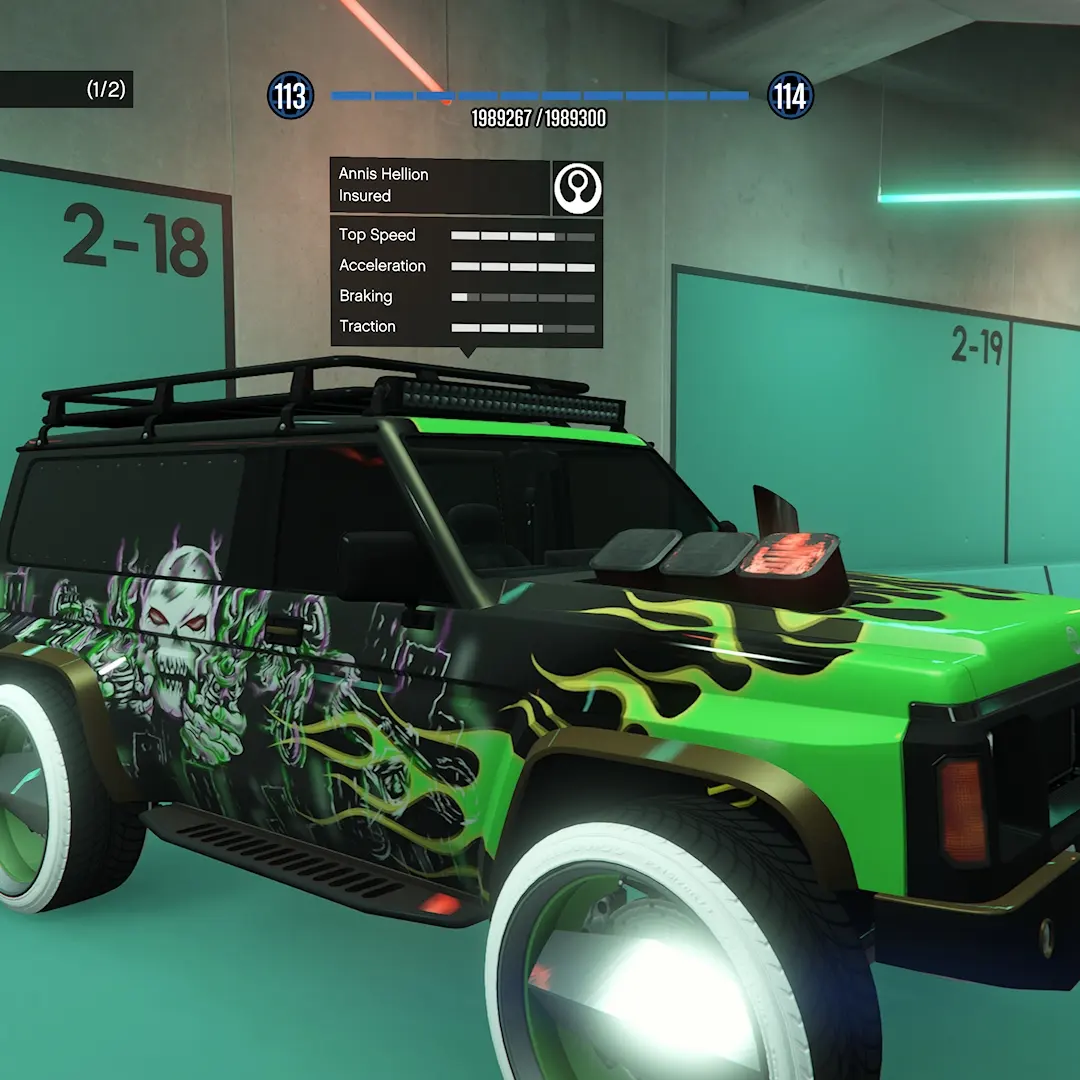 (1/2)
113
114
1989267/1989300
Annis Hellion
Insured
Top Speed
Acceleration
Braking
Traction
2-18
2-19